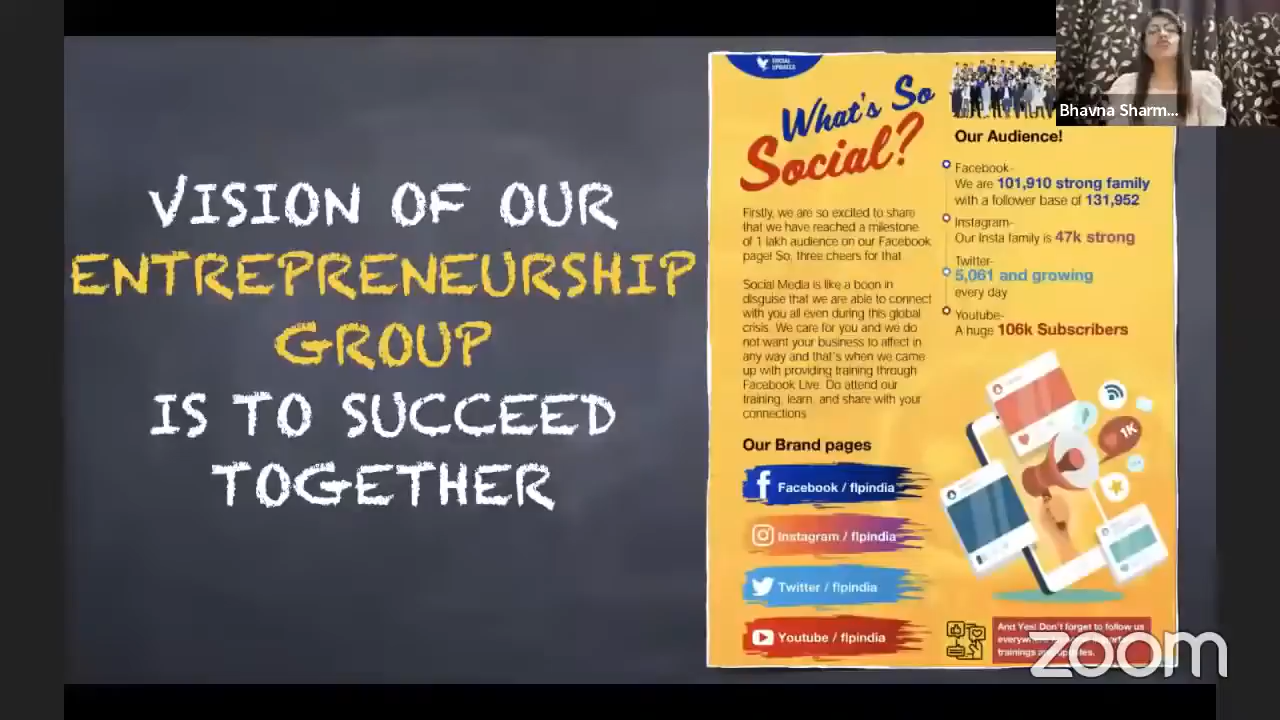 VISION OF OUR
ENTREPRENEURSHIP
GROUP
IS TO SUCCEED
TOGETHER
SOCIAL
UPDATES
What's So
Social?
Firstly, we are so excited to share
that we have reached a milestone
of 1 lakh audience on our Facebook
page! So, three cheers for that
Social Media is like a boon in
disguise that we are able to connect
with you all even during this global
crisis. We care for you and we do
not want your business to affect in
any way and that's when we came
up with providing training through
Facebook Live. Do attend our
training, learn, and share with your
connections
Our Brand pages
Facebook / flpindia
Instagram / flpindia
Twitter / flpindia
Youtube / flpindia
Our Audience!
Facebook-
We are 101,910 strong family
with a follower base of 131,952
Instagram-
Our Insta family is 47k strong
Twitter-
5,061 and growing
every day
Youtube-
A huge 106k Subscribers
1K
And Yes! Don't forget to follow us
trainings and updates.
Bhavna Sharm...
zoom